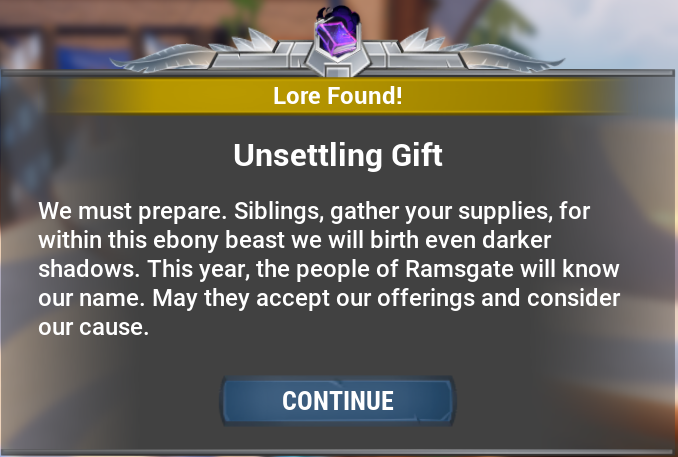 Lore Found!
Unsettling Gift
We must prepare. Siblings, gather your supplies, for
within this ebony beast we will birth even darker
shadows. This year, the people of Ramsgate will know
our name. May they accept our offerings and consider
our cause.
CONTINUE